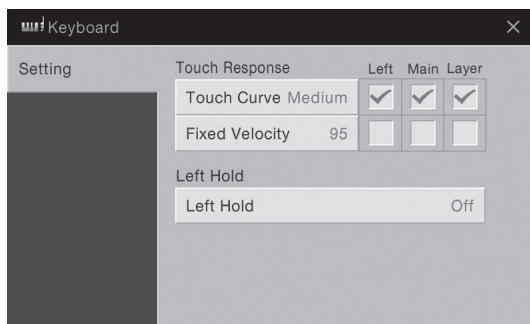 Keyboard
Setting
Touch Response Left Main Layer
Touch Curve Medium
Fixed Velocity 95
Left Hold
Left Hold Off